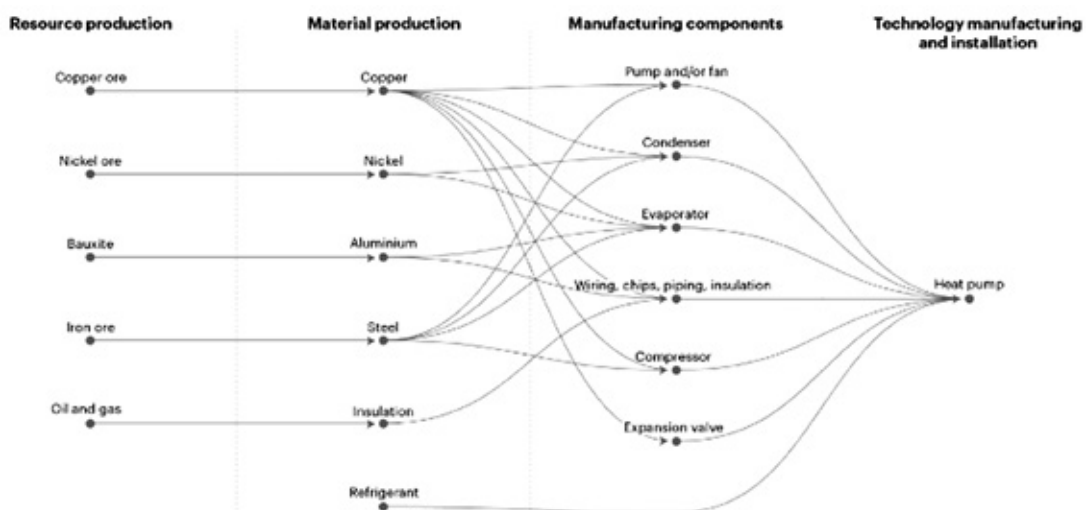 Resource production
Material production
Manufacturing components
Technology manufacturing
and installation
Copper ore
Copper
Pump and/or fan
Nickel ore
Nickel
Condenser
Evaporator
Bauxite
Aluminium
Wiring, chips, piping, insulation
Heat pump
Iron ore
Steel
Compressor
Oil and gas
Insulation
Expansion valve
Refrigerant